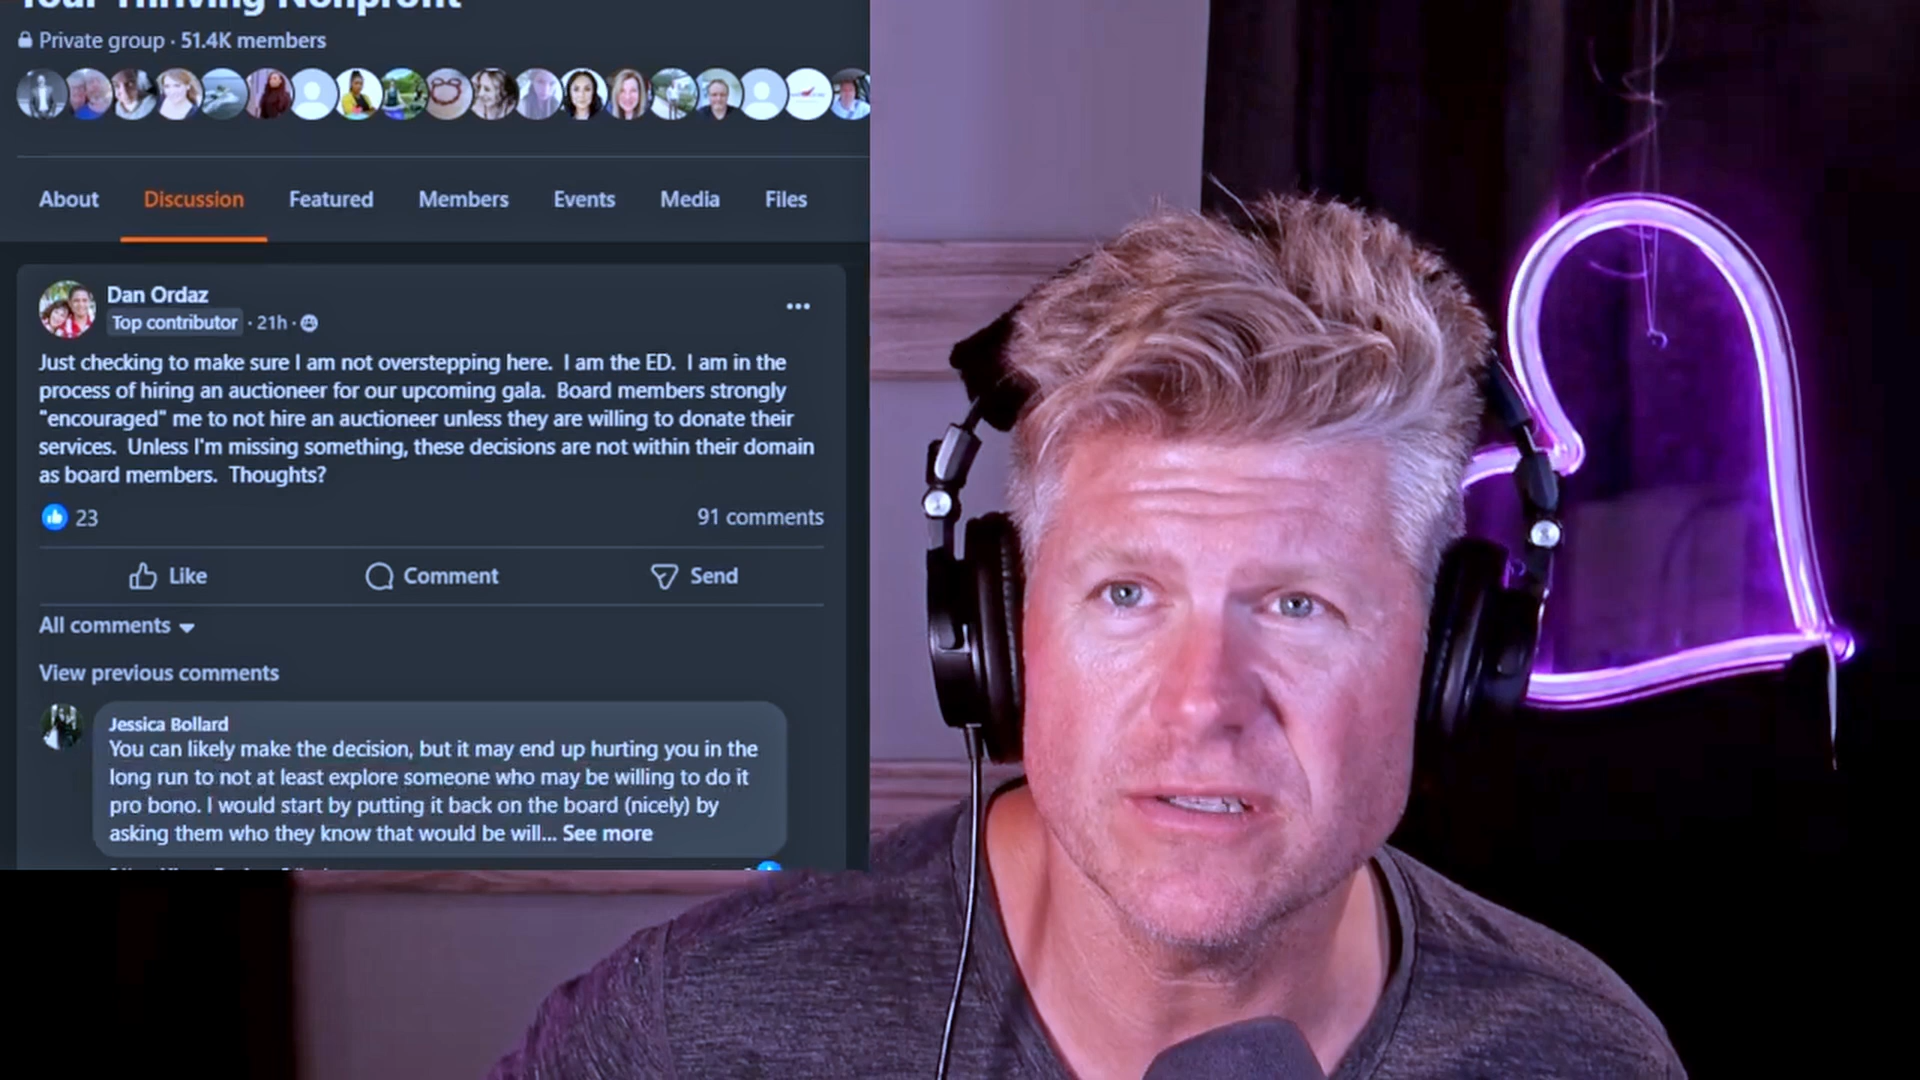 Your Thriving Nonprofit
Private group · 51.4K members
About Discussion Featured Members Events Media Files
Dan Ordaz
Top contributor · 21h ·
Just checking to make sure I am not overstepping here. I am the ED. I am in the
process of hiring an auctioneer for our upcoming gala. Board members strongly
"encouraged" me to not hire an auctioneer unless they are willing to donate their
services. Unless I'm missing something, these decisions are not within their domain
as board members. Thoughts?
23 91 comments
Like Comment Send
All comments
View previous comments
Jessica Bollard
You can likely make the decision, but it may end up hurting you in the
long run to not at least explore someone who may be willing to do it
pro bono. I would start by putting it back on the board (nicely) by
asking them who they know that would be will... See more